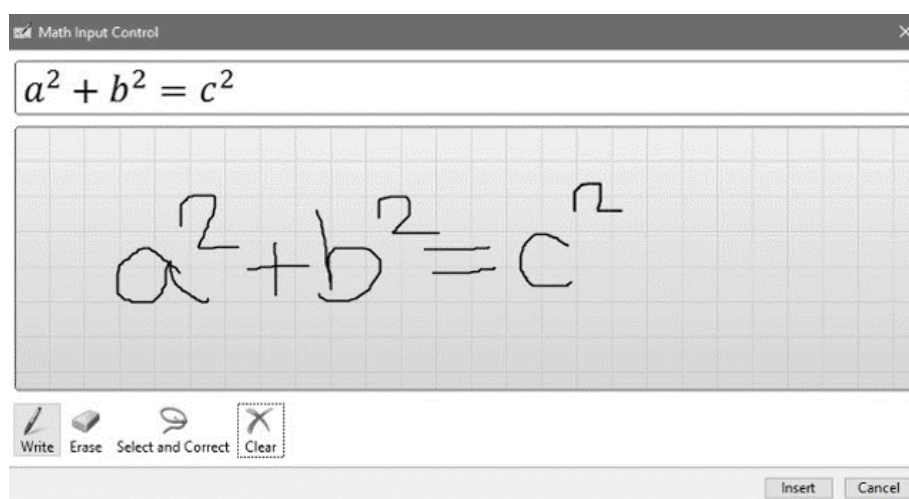 Math Input Control
a² + b² = c²
a²+b²=c²
Write Erase Select and Correct Clear
Insert Cancel